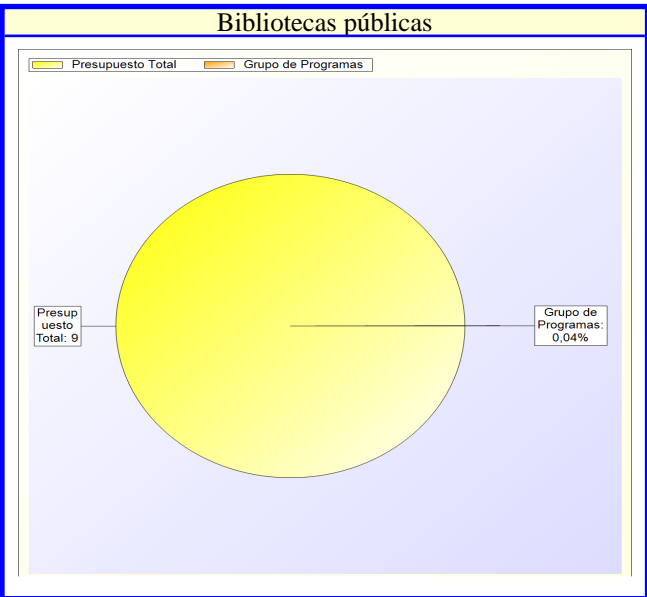 Bibliotecas públicas
Presupuesto Total
Grupo de Programas
Presup
uesto
Total: 9
Grupo de
Programas:
0,04%